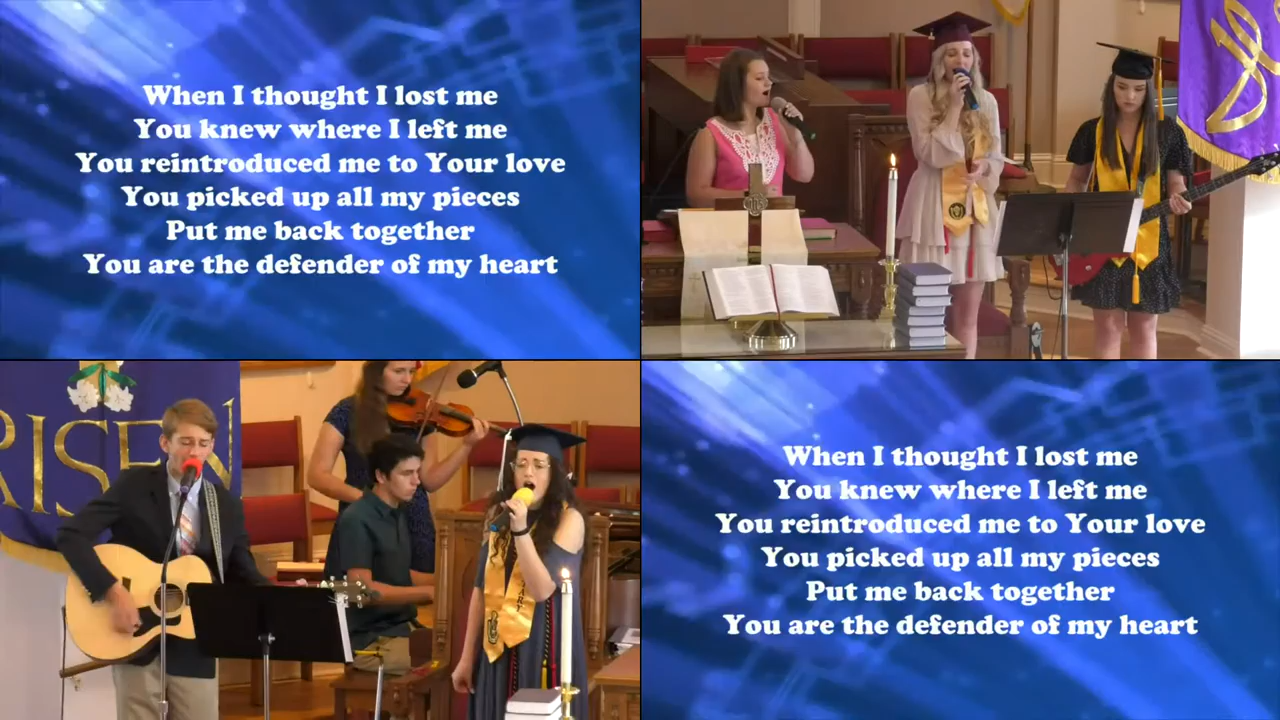 When I thought I lost me
You knew where I left me
You reintroduced me to Your love
You picked up all my pieces
Put me back together
You are the defender of my heart
RISEN
When I thought I lost me
You knew where I left me
You reintroduced me to Your love
You picked up all my pieces
Put me back together
You are the defender of my heart